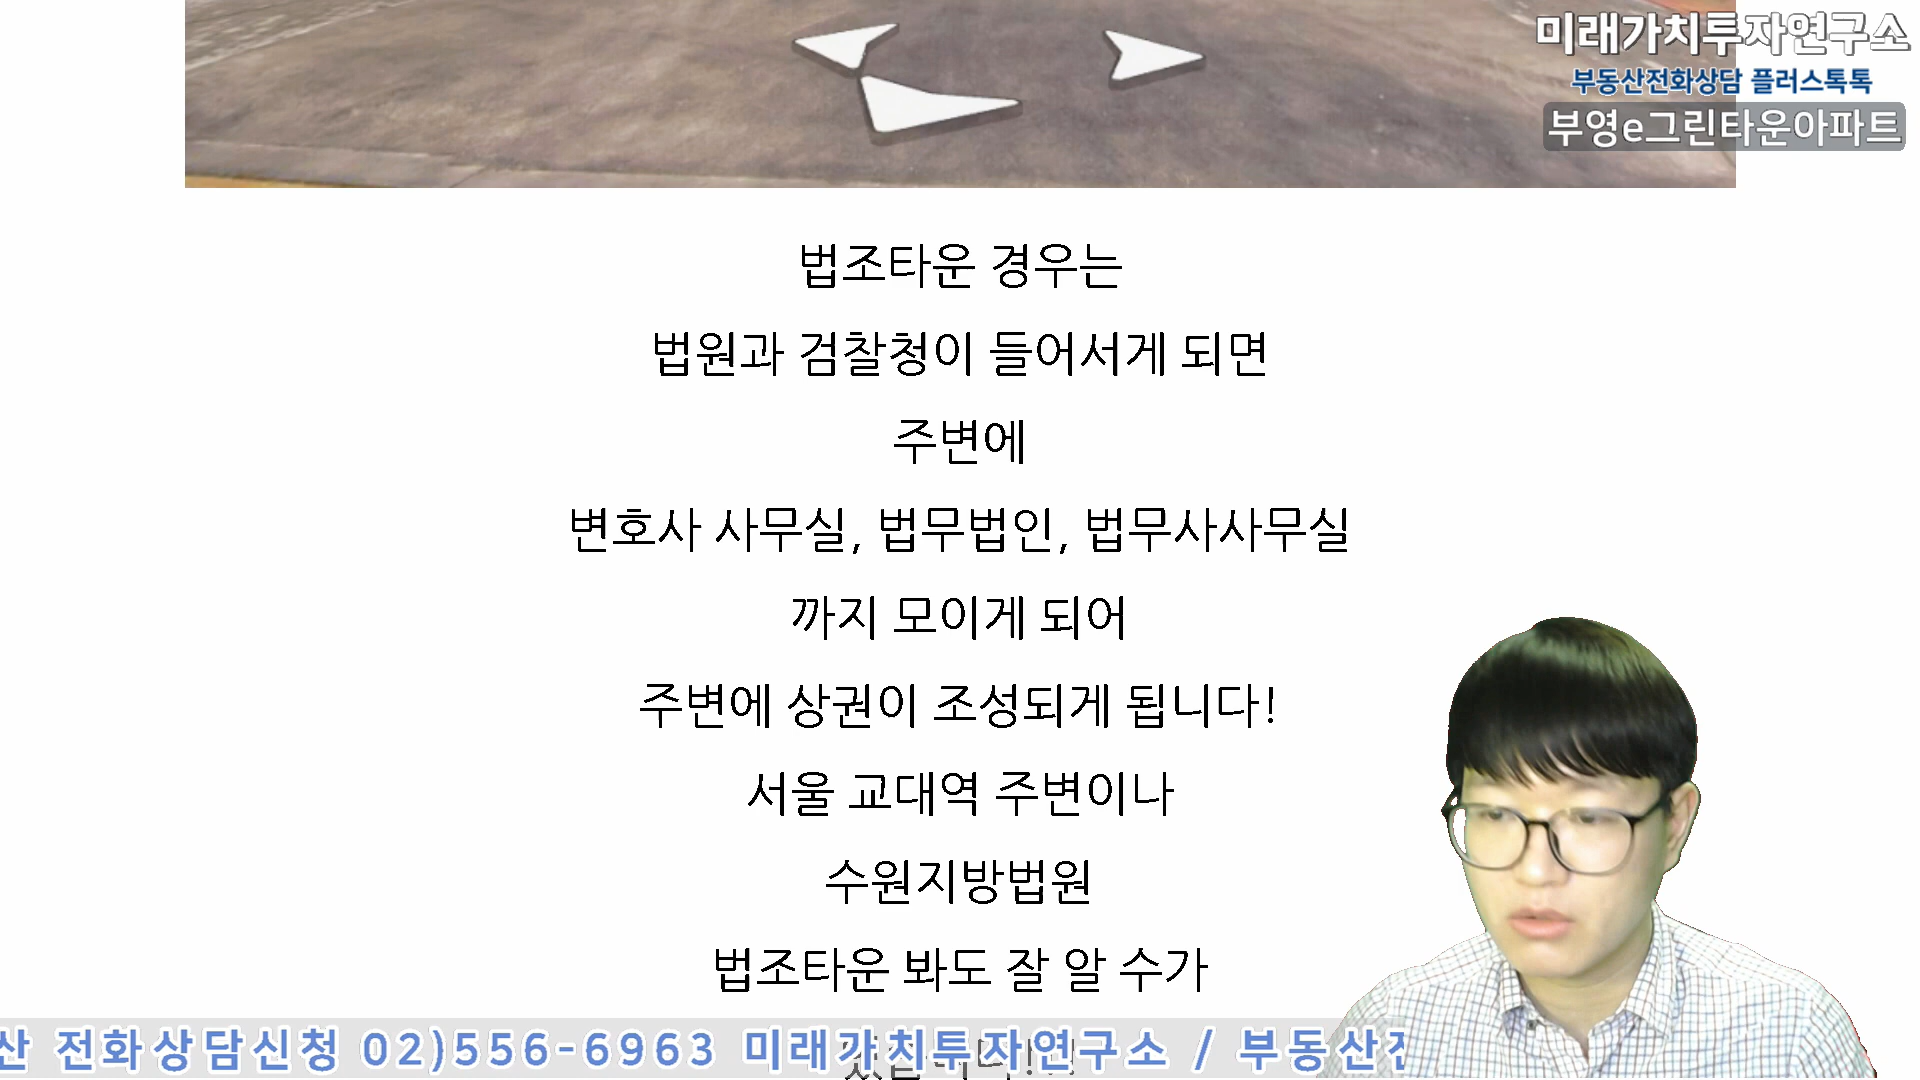 미래가치투자연구소
부동산전화상담 플러스톡톡
부영e그린타운아파트
법조타운 경우는
법원과 검찰청이 들어서게 되면
주변에
변호사 사무실, 법무법인, 법무사사무실
까지 모이게 되어
주변에 상권이 조성되게 됩니다!
서울 교대역 주변이나
수원지방법원
법조타운 봐도 잘 알 수가
산 전화상담신청 02)556-6963 미래가치투자연구소 / 부동산전